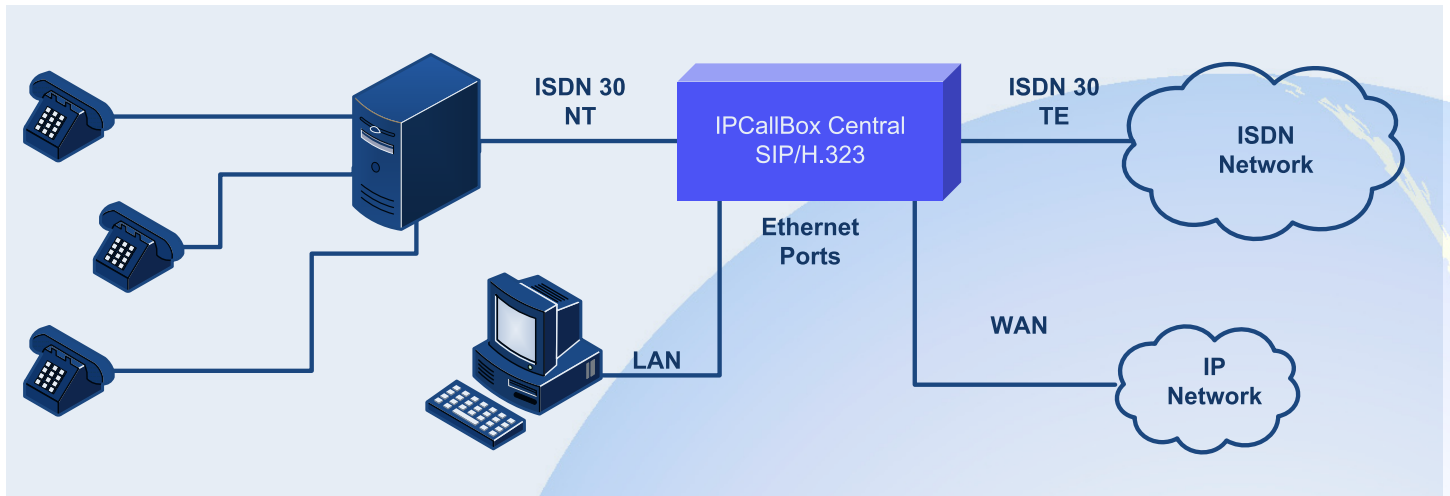 ISDN 30
NT
IPCallBox Central
SIP/H.323
ISDN 30
TE
ISDN
Network
Ethernet
Ports
LAN
WAN
IP
Network